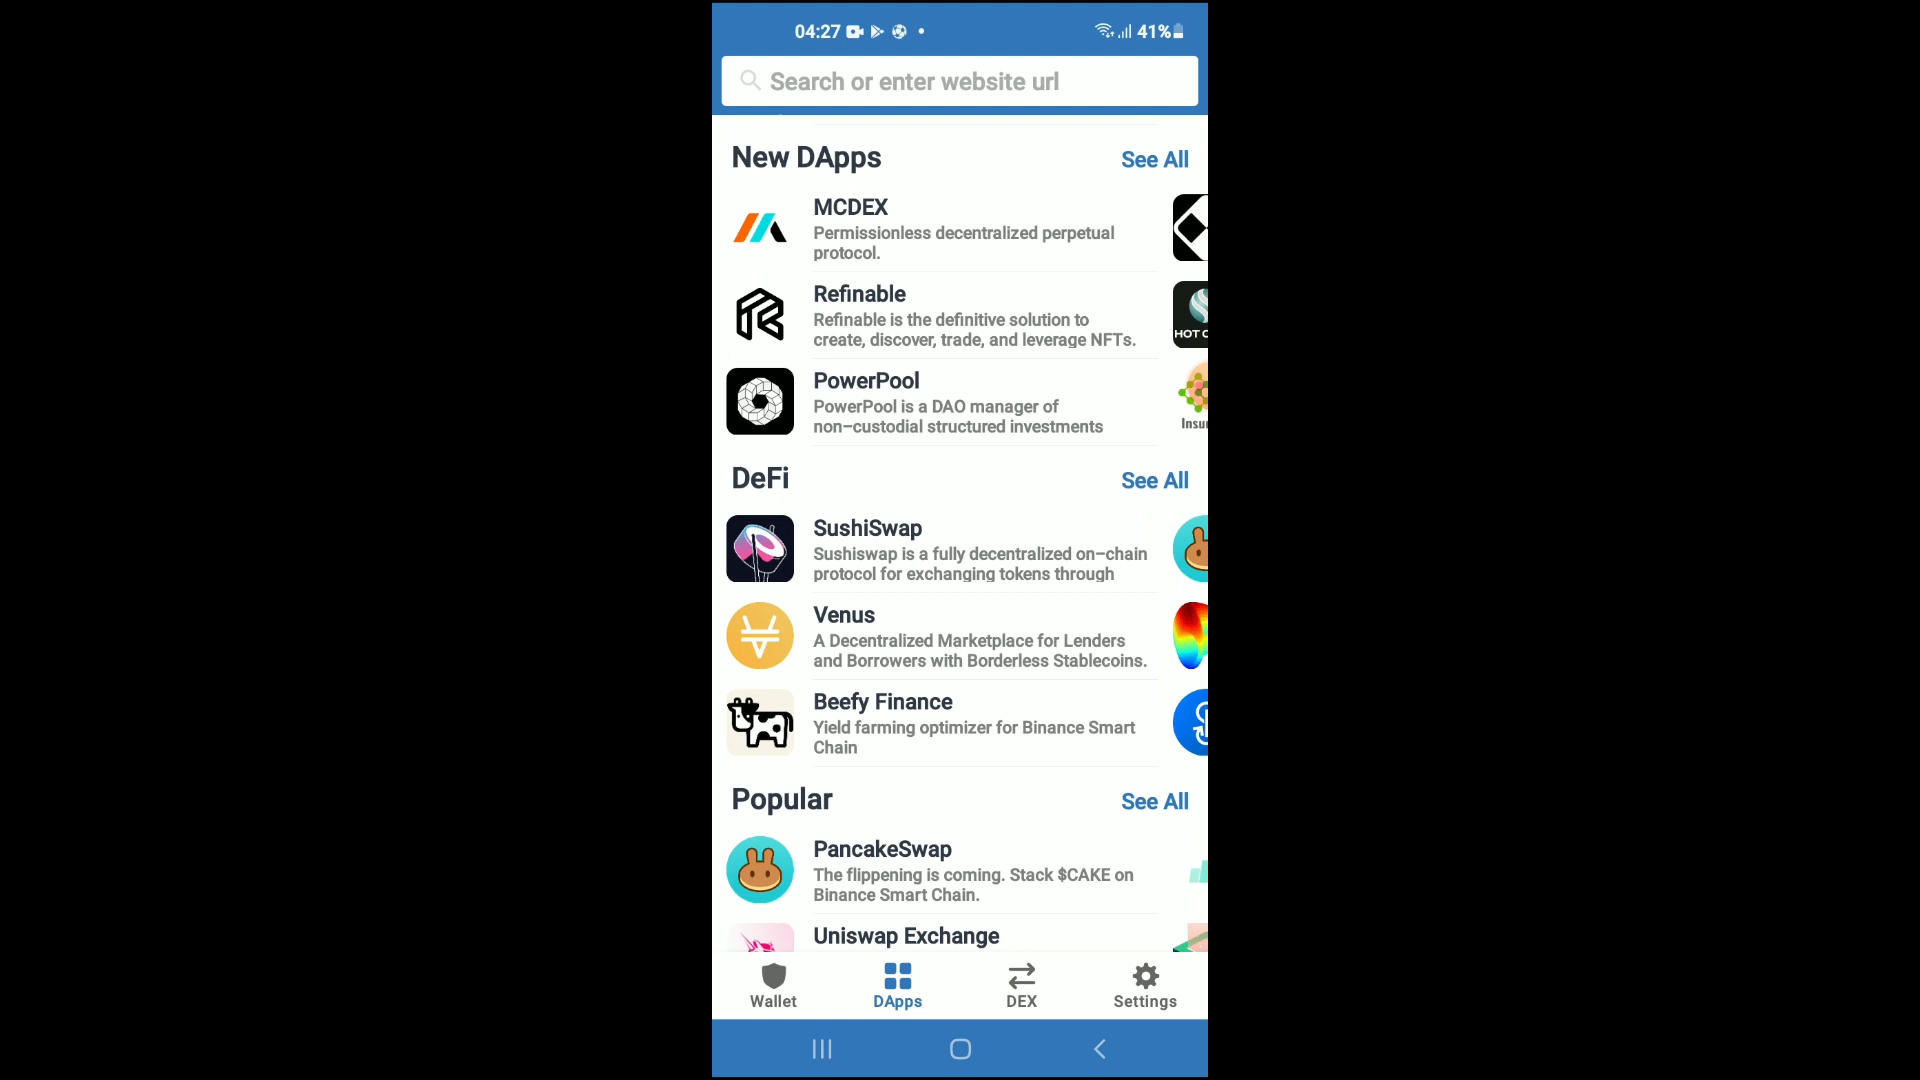 04:27
41%
Search or enter website url
New DApps
See All
MCDEX
Permissionless decentralized perpetual
protocol.
Refinable
Refinable is the definitive solution to
create, discover, trade, and leverage NFTs.
HOT
PowerPool
PowerPool is a DAO manager of
non-custodial structured investments
Insur
DeFi
See All
SushiSwap
Sushiswap is a fully decentralized on-chain
protocol for exchanging tokens through
Venus
A Decentralized Marketplace for Lenders
and Borrowers with Borderless Stablecoins.
Beefy Finance
Yield farming optimizer for Binance Smart
Chain
Popular
See All
PancakeSwap
The flippening is coming. Stack $CAKE on
Binance Smart Chain.
Uniswap Exchange
Wallet
DApps
DEX
Settings